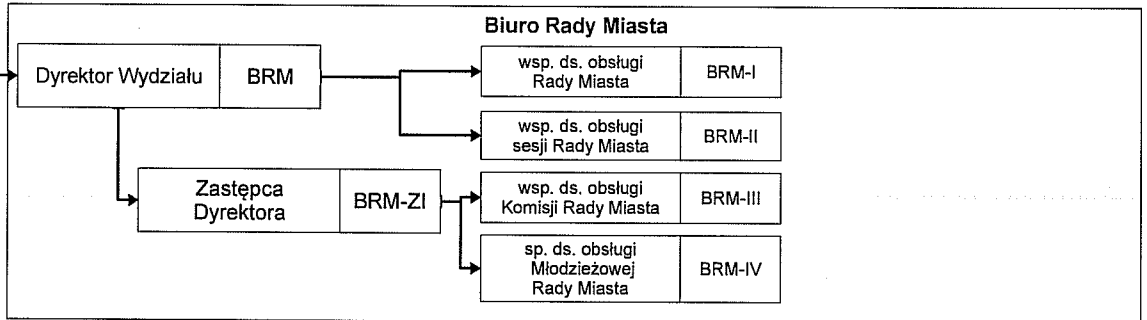 Biuro Rady Miasta
Dyrektor Wydziału BRM
wsp. ds. obsługi
Rady Miasta
BRM-I
wsp. ds. obsługi
sesji Rady Miasta
BRM-II
Zastępca
Dyrektora
BRM-ZI
wsp. ds. obsługi
Komisji Rady Miasta
BRM-III
sp. ds. obsługi
Młodzieżowej
Rady Miasta
BRM-IV